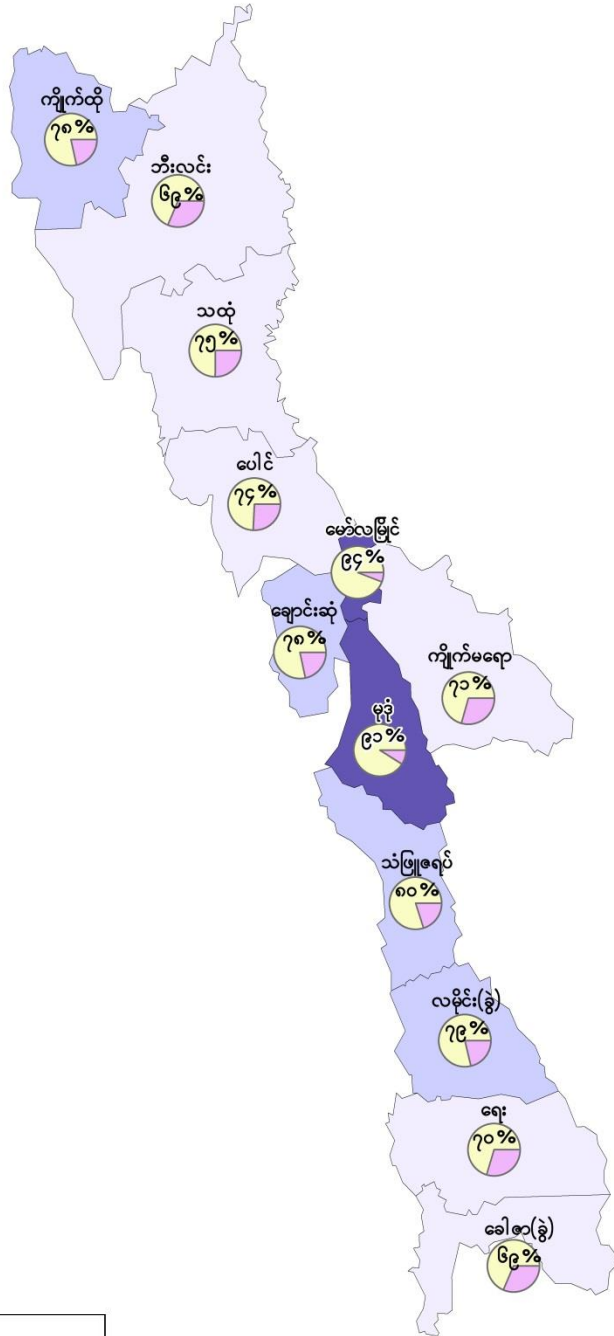 ကျိုက်ထို
၇၈%
ဘီးလင်း
၆၉%
သထုံ
၇၅%
ပေါင်
၇၄%
မော်လမြိုင်
၉၄%
ချောင်းဆုံ
၇၈%
ကျိုက်မရော
၇၁%
မုဒုံ
၉၁%
သံဖြူဇရပ်
၈၀%
လမိုင်း(ခွဲ)
၇၉%
ရေး
၇၀%
ခေါဇာ(ခွဲ)
၆၉%